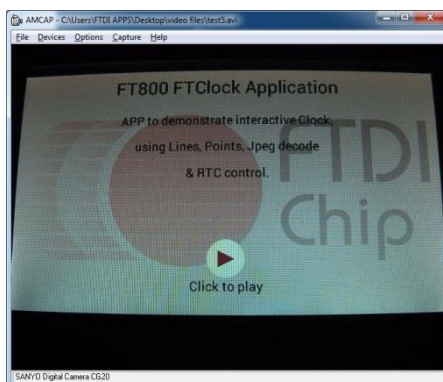 AMCAP - C:\Users\FTDI APPS\Desktop\video files\test5.avi
File Devices Options Capture Help
FT800 FTClock Application
APP to demonstrate interactive Clock,
using Lines, Points, Jpeg decode
& RTC control.
FTDI
Chip
Click to play
SANYO Digital Camera CG20